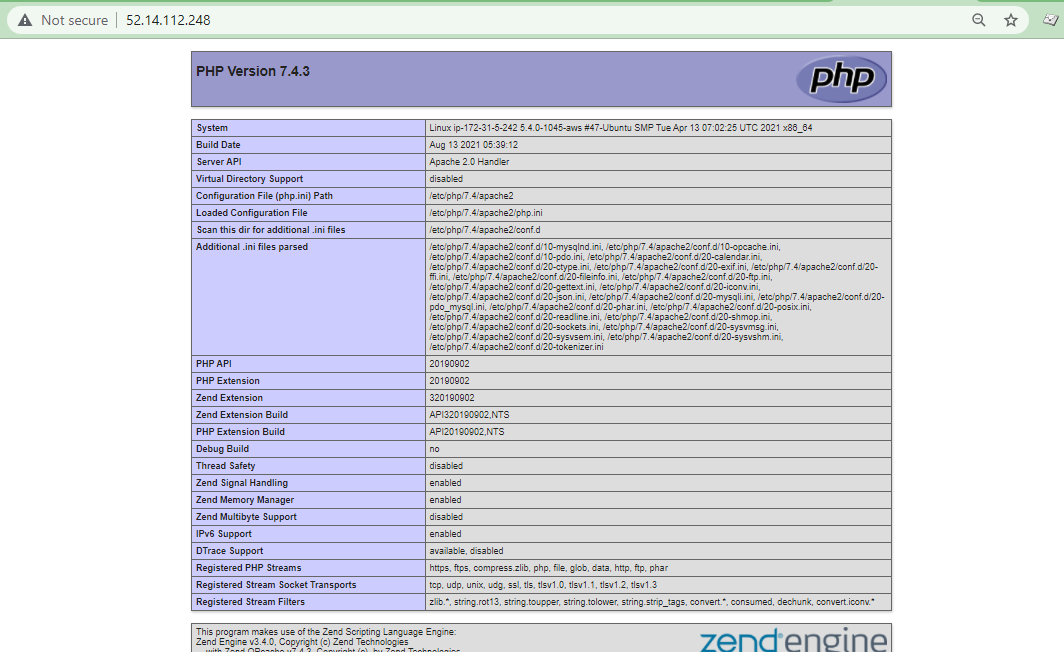 Not secure | 52.14.112.248
PHP Version 7.4.3
php
System Linux ip-172-31-5-242 5.4.0-1045-aws #47-Ubuntu SMP Tue Apr 13 07:02:25 UTC 2021 x86_64
Build Date Aug 13 2021 05:39:12
Server API Apache 2.0 Handler
Virtual Directory Support disabled
Configuration File (php.ini) Path /etc/php/7.4/apache2
Loaded Configuration File /etc/php/7.4/apache2/php.ini
Scan this dir for additional .ini files /etc/php/7.4/apache2/conf.d
Additional .ini files parsed /etc/php/7.4/apache2/conf.d/10-mysqlnd.ini, /etc/php/7.4/apache2/conf.d/10-opcache.ini,
/etc/php/7.4/apache2/conf.d/10-pdo.ini, /etc/php/7.4/apache2/conf.d/20-calendar.ini,
/etc/php/7.4/apache2/conf.d/20-ctype.ini, /etc/php/7.4/apache2/conf.d/20-exif.ini, /etc/php/7.4/apache2/conf.d/20-
ffi.ini, /etc/php/7.4/apache2/conf.d/20-fileinfo.ini, /etc/php/7.4/apache2/conf.d/20-ftp.ini,
/etc/php/7.4/apache2/conf.d/20-gettext.ini, /etc/php/7.4/apache2/conf.d/20-iconv.ini,
/etc/php/7.4/apache2/conf.d/20-json.ini, /etc/php/7.4/apache2/conf.d/20-mysqli.ini, /etc/php/7.4/apache2/conf.d/20-
pdo_mysql.ini, /etc/php/7.4/apache2/conf.d/20-phar.ini, /etc/php/7.4/apache2/conf.d/20-posix.ini,
/etc/php/7.4/apache2/conf.d/20-readline.ini, /etc/php/7.4/apache2/conf.d/20-shmop.ini,
/etc/php/7.4/apache2/conf.d/20-sockets.ini, /etc/php/7.4/apache2/conf.d/20-sysvmsg.ini,
/etc/php/7.4/apache2/conf.d/20-sysvsem.ini, /etc/php/7.4/apache2/conf.d/20-sysvshm.ini,
/etc/php/7.4/apache2/conf.d/20-tokenizer.ini
PHP API 20190902
PHP Extension 20190902
Zend Extension 320190902
Zend Extension Build API320190902,NTS
PHP Extension Build API20190902,NTS
Debug Build no
Thread Safety disabled
Zend Signal Handling enabled
Zend Memory Manager enabled
Zend Multibyte Support disabled
IPv6 Support enabled
DTrace Support available, disabled
Registered PHP Streams https, ftps, compress.zlib, php, file, glob, data, http, ftp, phar
Registered Stream Socket Transports tcp, udp, unix, udg, ssl, tls, tlsv1.0, tlsv1.1, tlsv1.2, tlsv1.3
Registered Stream Filters zlib.*, string.rot13, string.toupper, string.tolower, string.strip_tags, convert.*, consumed, dechunk, convert.iconv.*
This program makes use of the Zend Scripting Language Engine:
Zend Engine v3.4.0, Copyright (c) Zend Technologies
with Zend OPcache v7.4.3, Copyright (c), by Zend Technologies
zend engine